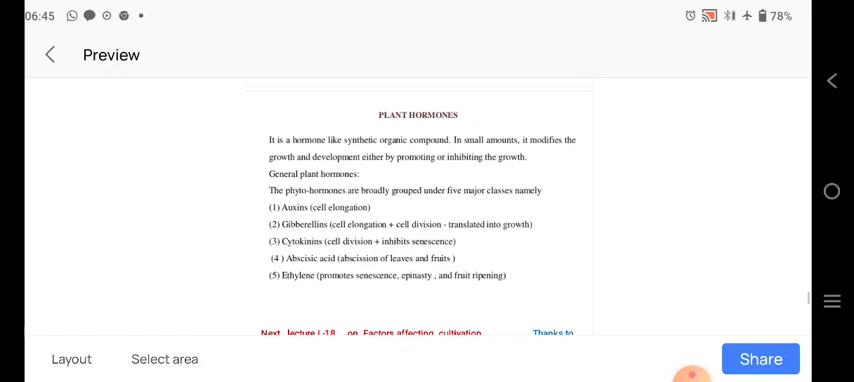 06:45
78%
Preview
PLANT HORMONES
It is a hormone like synthetic organic compound. In small amounts, it modifies the
growth and development either by promoting or inhibiting the growth.
General plant hormones:
The phyto-hormones are broadly grouped under five major classes namely
(1) Auxins (cell elongation)
(2) Gibberellins (cell elongation + cell division - translated into growth)
(3) Cytokinins (cell division + inhibits senescence)
(4 ) Abscisic acid (abscission of leaves and fruits )
(5) Ethylene (promotes senescence, epinasty , and fruit ripening)
Next lecture L-18 on Factors affecting cultivation Thanks to
Layout Select area Share